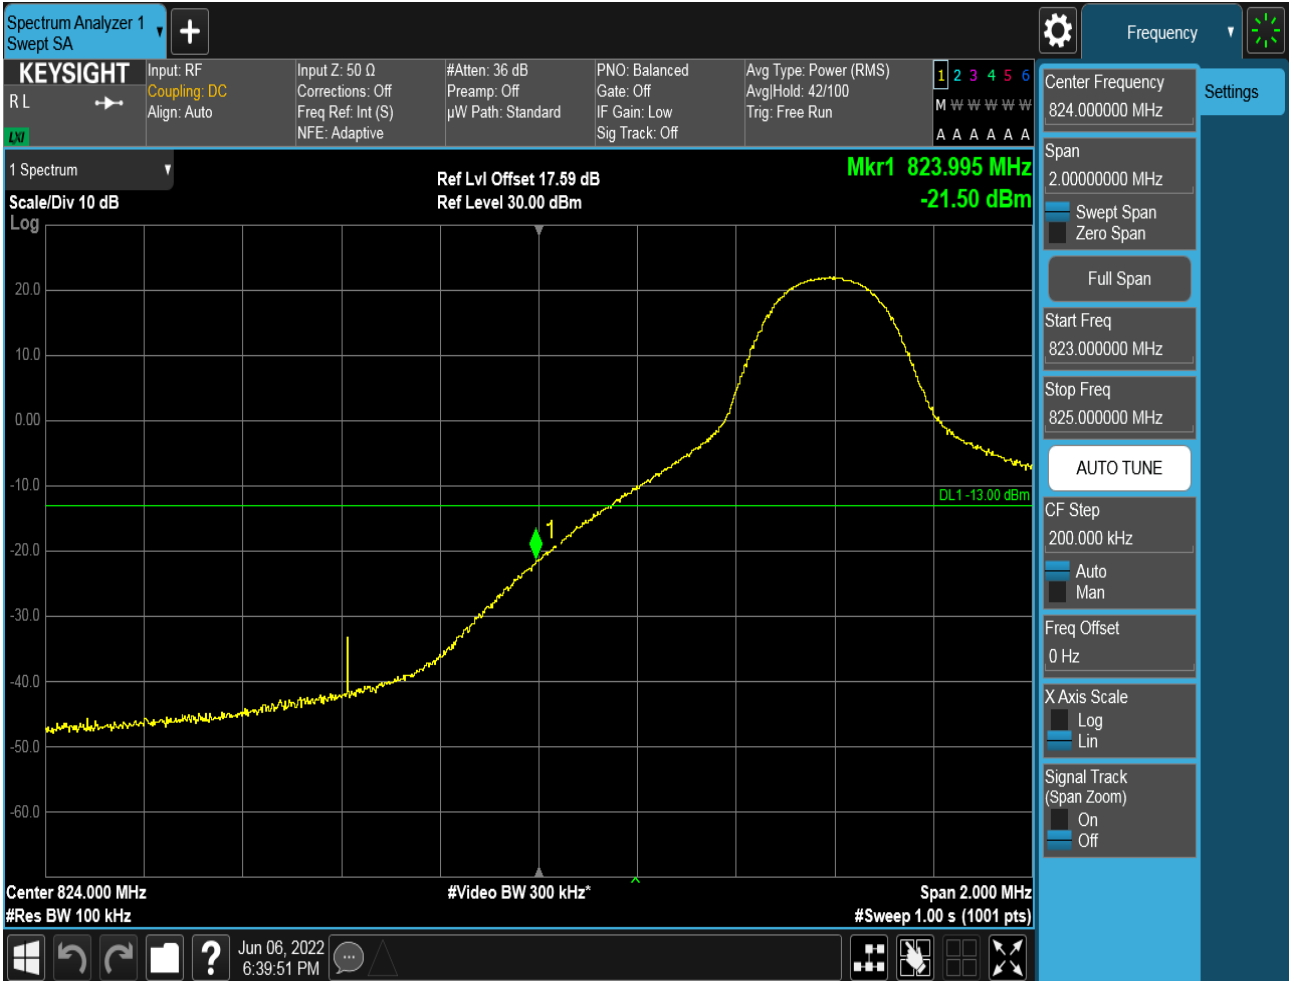 Spectrum Analyzer 1
Swept SA
Frequency
KEYSIGHT
R L
LXI
Input: RF
Coupling: DC
Align: Auto
Input Z: 50 Ω
Corrections: Off
Freq Ref: Int (S)
NFE: Adaptive
#Atten: 36 dB
Preamp: Off
µW Path: Standard
PNO: Balanced
Gate: Off
IF Gain: Low
Sig Track: Off
Avg Type: Power (RMS)
Avg|Hold: 42/100
Trig: Free Run
1 2 3 4 5 6
M W W W W W
A A A A A A
1 Spectrum
Scale/Div 10 dB
Log
Ref Lvl Offset 17.59 dB
Ref Level 30.00 dBm
Mkr1 823.995 MHz
-21.50 dBm
20.0
10.0
0.00
-10.0
-20.0
-30.0
-40.0
-50.0
-60.0
DL1 -13.00 dBm
1
Center 824.000 MHz
#Res BW 100 kHz
#Video BW 300 kHz*
Span 2.000 MHz
#Sweep 1.00 s (1001 pts)
Center Frequency
824.000000 MHz
Span
2.00000000 MHz
Swept Span
Zero Span
Full Span
Start Freq
823.000000 MHz
Stop Freq
825.000000 MHz
AUTO TUNE
CF Step
200.000 kHz
Auto
Man
Freq Offset
0 Hz
X Axis Scale
Log
Lin
Signal Track
(Span Zoom)
On
Off
Settings
?
Jun 06, 2022
6:39:51 PM